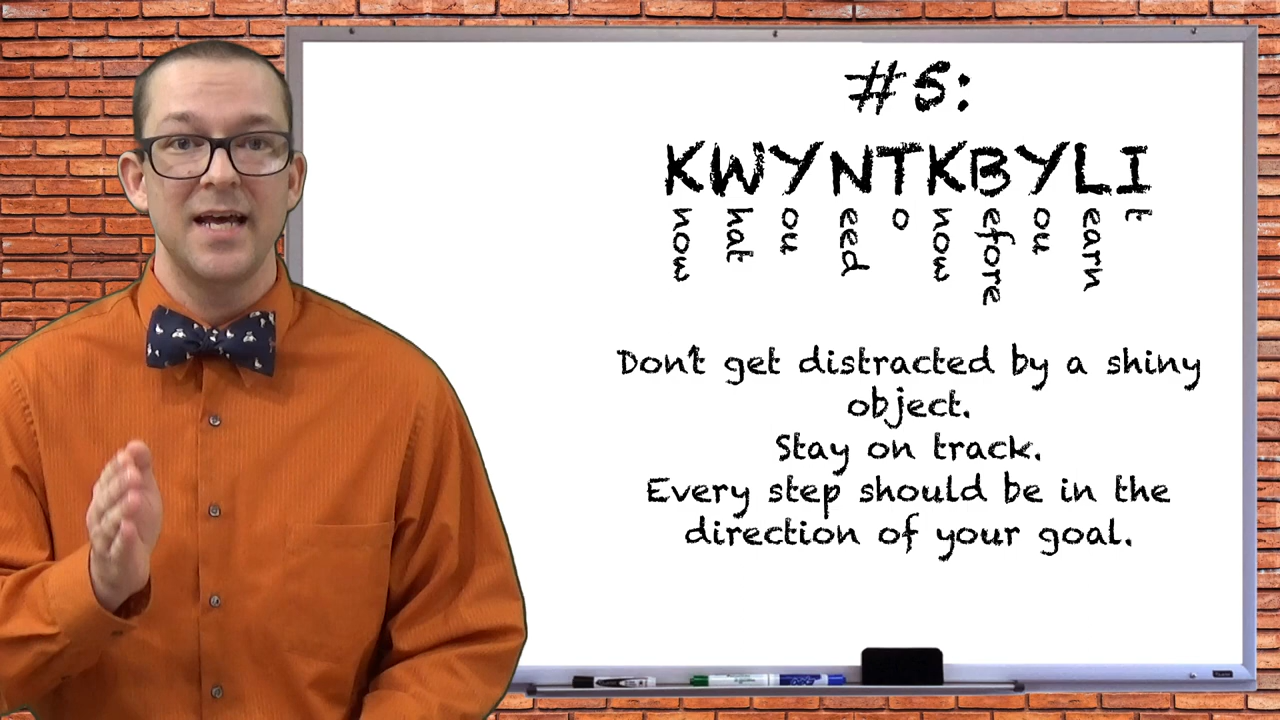 #5:
KWYNTKBYLI
now hat ou eed o now efore ou earn t
Don't get distracted by a shiny
object.
Stay on track.
Every step should be in the
direction of your goal.